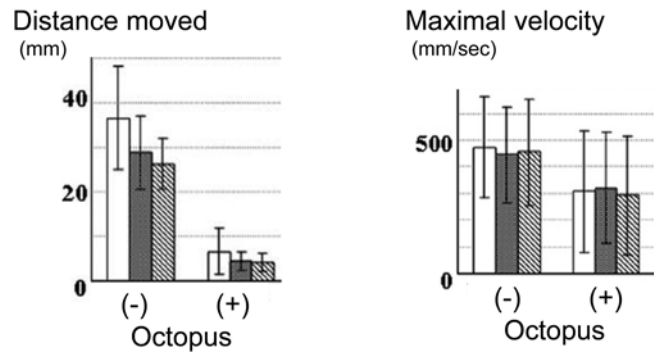 Distance moved
(mm)
40
20
0
(-) (+)
Octopus
Maximal velocity
(mm/sec)
500
0
(-) (+)
Octopus